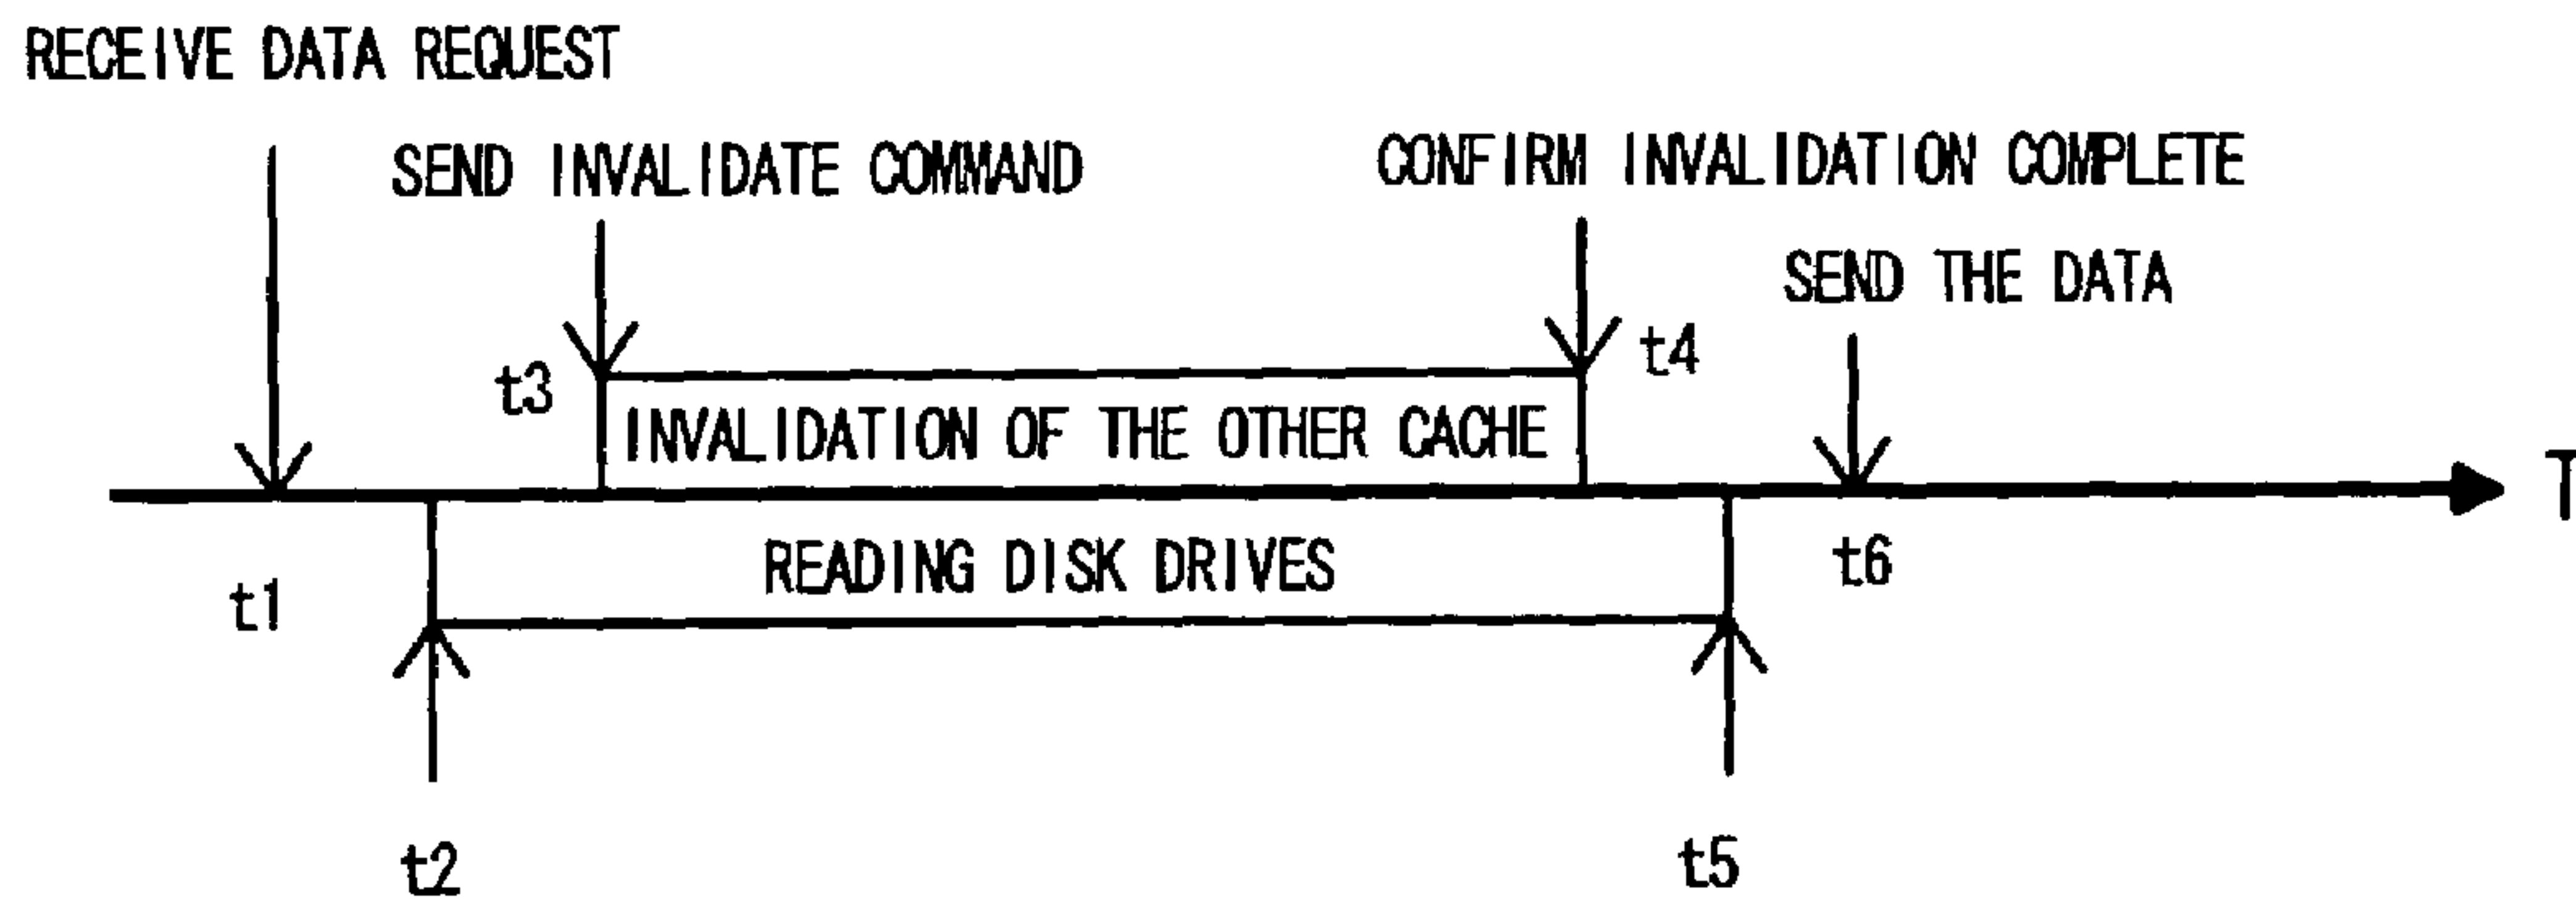 RECEIVE DATA REQUEST
SEND INVALIDATE COMMAND
CONFIRM INVALIDATION COMPLETE
SEND THE DATA
t3
t4
INVALIDATION OF THE OTHER CACHE
T
READING DISK DRIVES
t1
t6
t2
t5